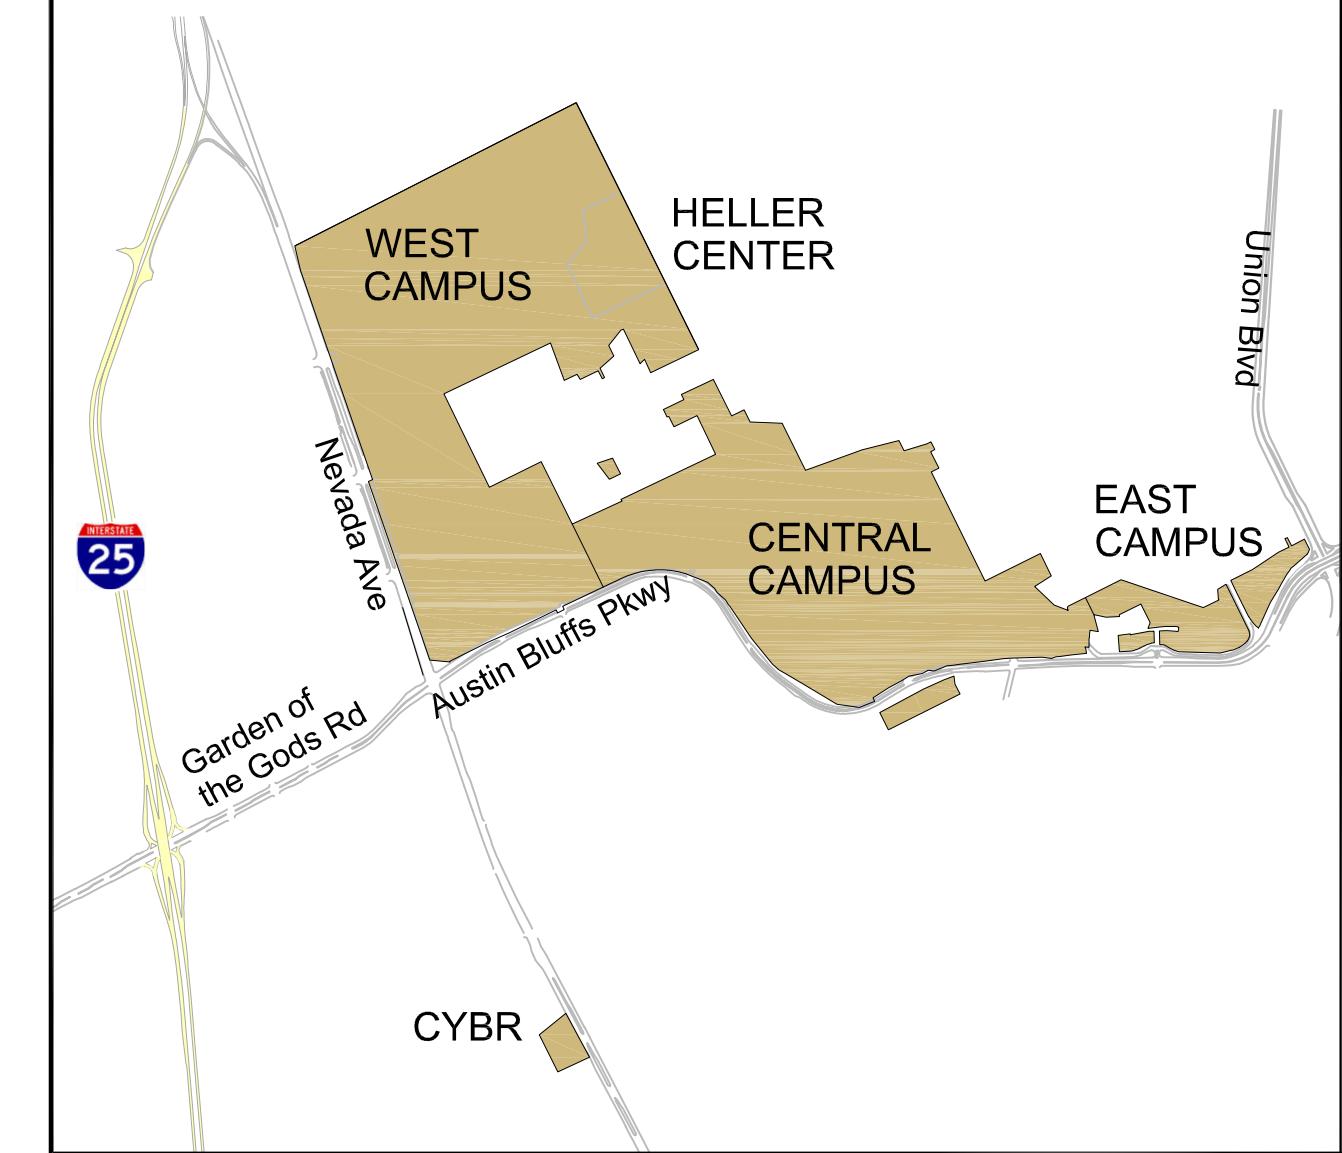 HELLER
CENTER
WEST
CAMPUS
Union Blvd
Nevada Ave
EAST
CAMPUS
INTERSTATE
25
CENTRAL
CAMPUS
Austin Bluffs Pkwy
Garden of
the Gods Rd
CYBR